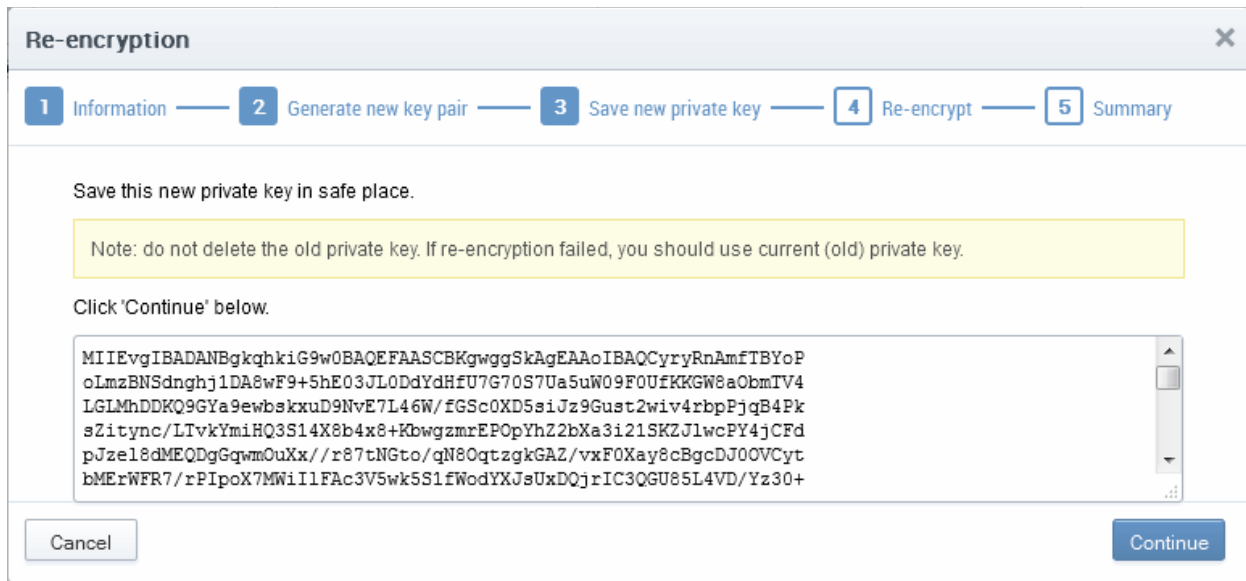 Re-encryption
1 Information 2 Generate new key pair 3 Save new private key 4 Re-encrypt 5 Summary
Save this new private key in safe place.
Note: do not delete the old private key. If re-encryption failed, you should use current (old) private key.
Click 'Continue' below.
MIIEvgIBADANBgkqhkiG9w0BAQEFAASCBKgwggSkAgEAAoIBAQCyryRnAmfTBYoP
oLmzBNSdnghj1DA8wF9+5hE03JL0DdYdHfU7G70S7Ua5uW09F0UfKKGW8aObmTV4
LGLMhDDKQ9GYa9ewbskxuD9NvE7L46W/fGSc0XD5siJz9Gust2wiv4rbpPjqB4Pk
sZitync/LTvkYmiHQ3S14X8b4x8+KbwgzmrEPOpYhZ2bXa3i21SKZJlwcPY4jCFd
pJzel8dMEQDgGqwmOuXx//r87tNGto/qN8OqtzgkGAZ/vxF0Xay8cBgcDJ0OVCyt
bMErWFR7/rPIpoX7MWiIlFAc3V5wk5S1fWodYXJsUxDQjrIC3QGU85L4VD/Yz30+
Cancel Continue